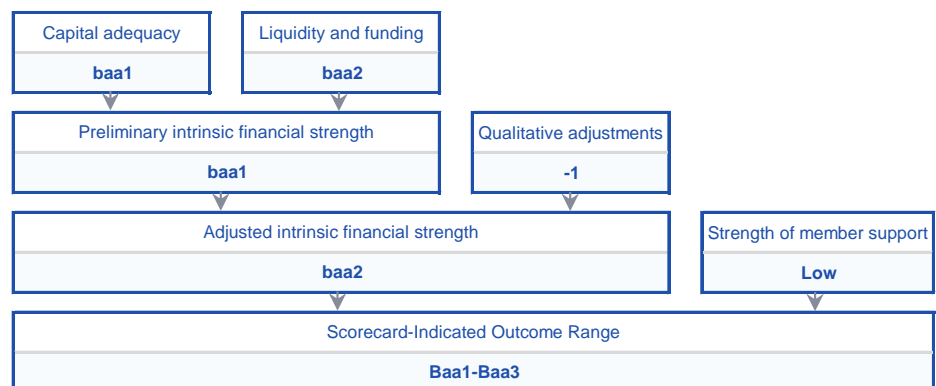 Capital adequacy
Liquidity and funding
baa1
baa2
Preliminary intrinsic financial strength
Qualitative adjustments
baa1
-1
Adjusted intrinsic financial strength
Strength of member support
baa2
Low
Scorecard-Indicated Outcome Range
Baa1-Baa3